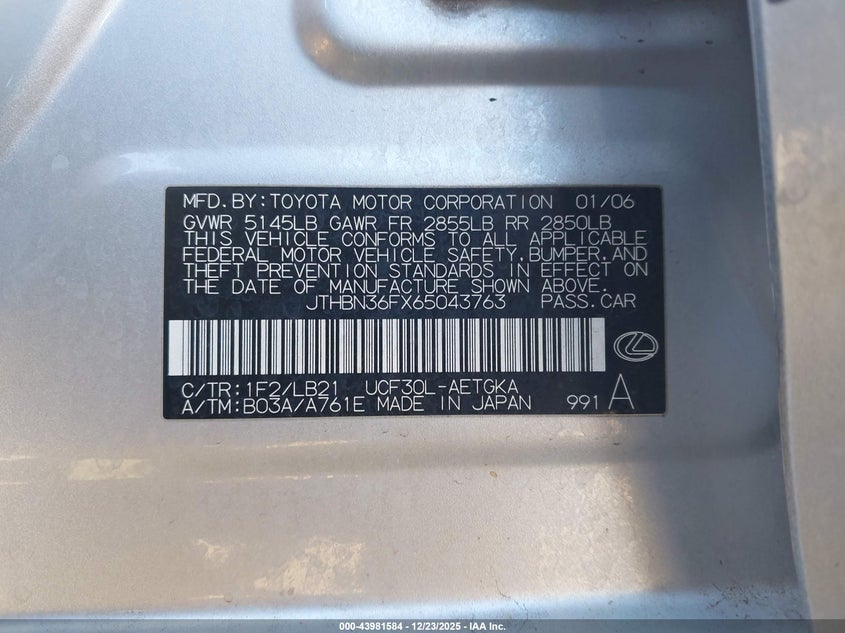 MFD. BY: TOYOTA MOTOR CORPORATION 01/06
GVWR 5145LB GAWR FR 2855LB RR 2850LB
THIS VEHICLE CONFORMS TO ALL APPLICABLE
FEDERAL MOTOR VEHICLE SAFETY, BUMPER, AND
THEFT PREVENTION STANDARDS IN EFFECT ON
THE DATE OF MANUFACTURE SHOWN ABOVE.
JTHBN36FX65043763 PASS. CAR
C/TR: 1F2/LB21 UCF30L-AETGKA
A/TM: B03A/A761E MADE IN JAPAN 991 A
000-43981584 - 12/23/2025 - IAA Inc.